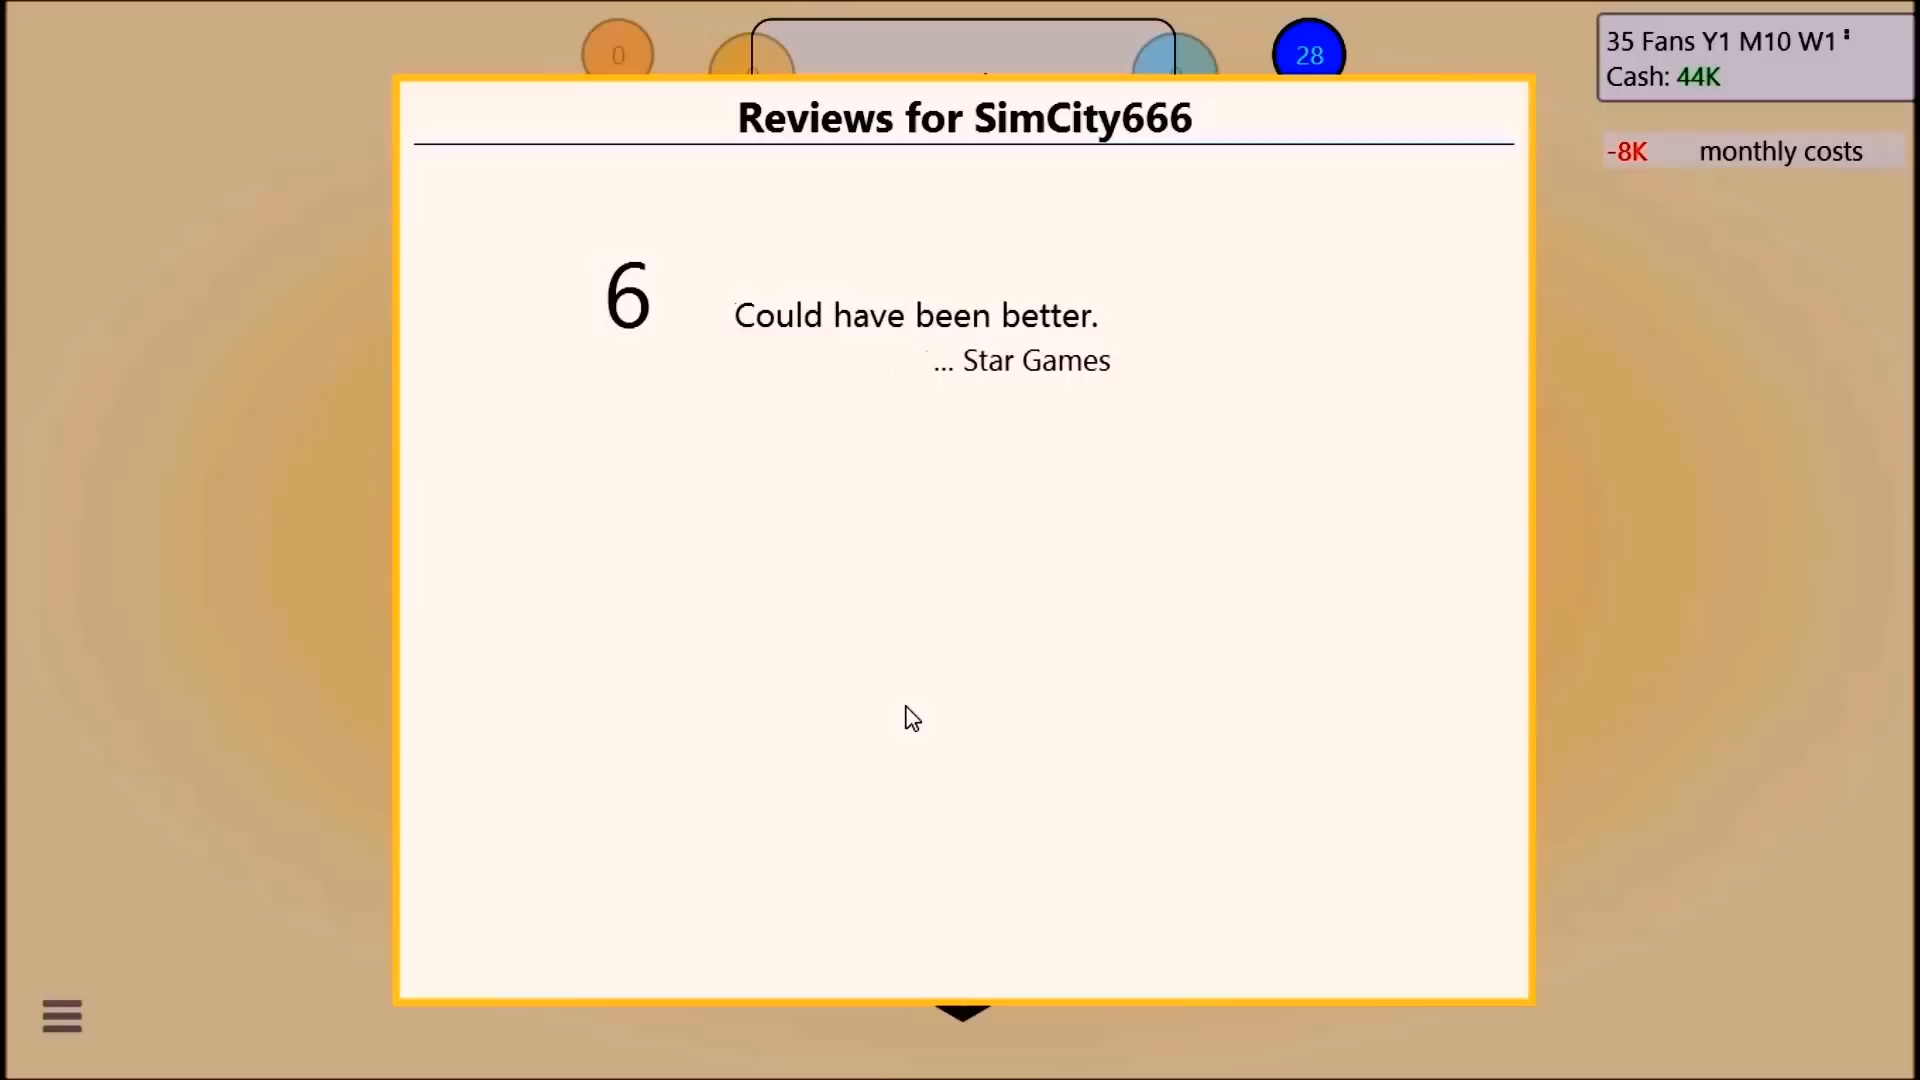 0
28
35 Fans Y1 M10 W1
Cash: 44K
-8K monthly costs
Reviews for SimCity666
6
Could have been better.
... Star Games